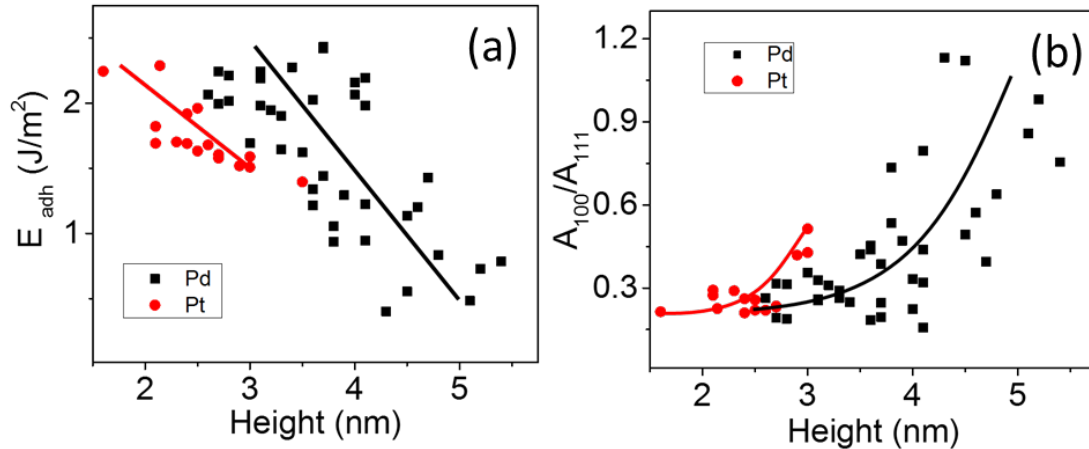 (a)
E adh (J/m²)
2
1
Pd
Pt
2 3 4 5
Height (nm)
(b)
A₁₀₀/A₁₁₁
1.2
0.9
0.6
0.3
Pd
Pt
2 3 4 5
Height (nm)